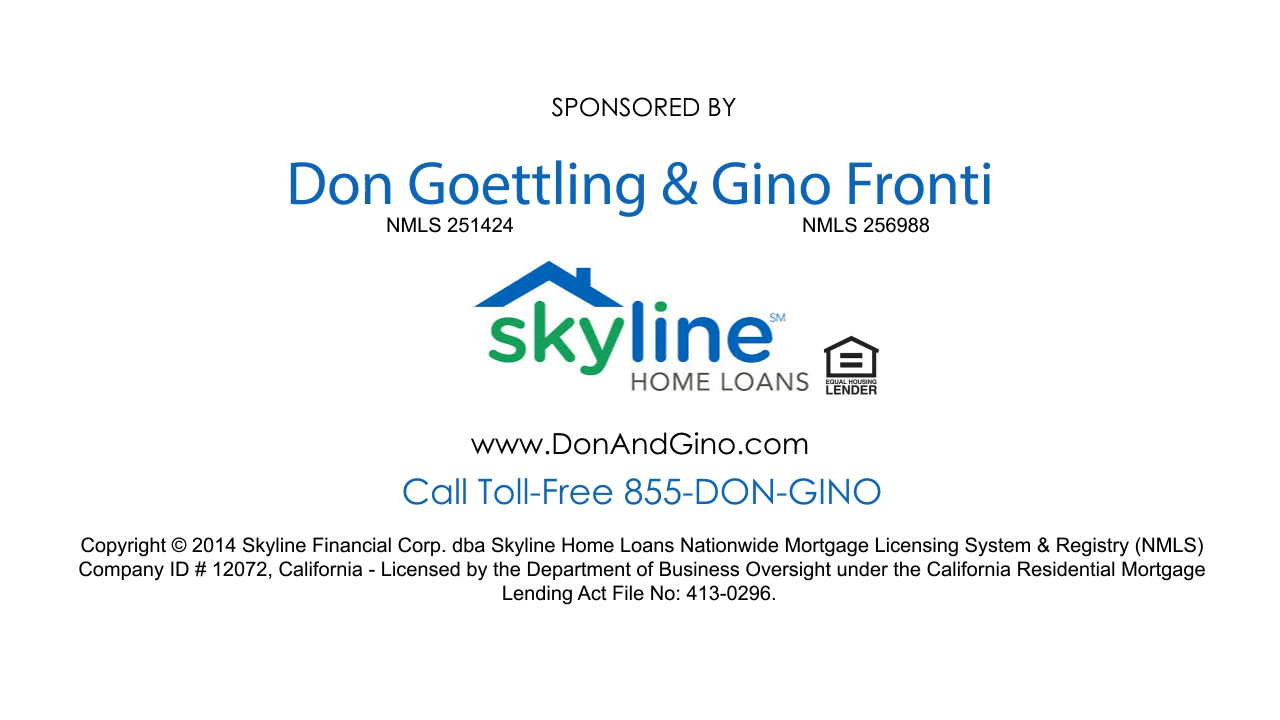 SPONSORED BY
Don Goettling & Gino Fronti
NMLS 251424 NMLS 256988
skyline SM
HOME LOANS
EQUAL HOUSING
LENDER
www.DonAndGino.com
Call Toll-Free 855-DON-GINO
Copyright © 2014 Skyline Financial Corp. dba Skyline Home Loans Nationwide Mortgage Licensing System & Registry (NMLS)
Company ID # 12072, California - Licensed by the Department of Business Oversight under the California Residential Mortgage
Lending Act File No: 413-0296.